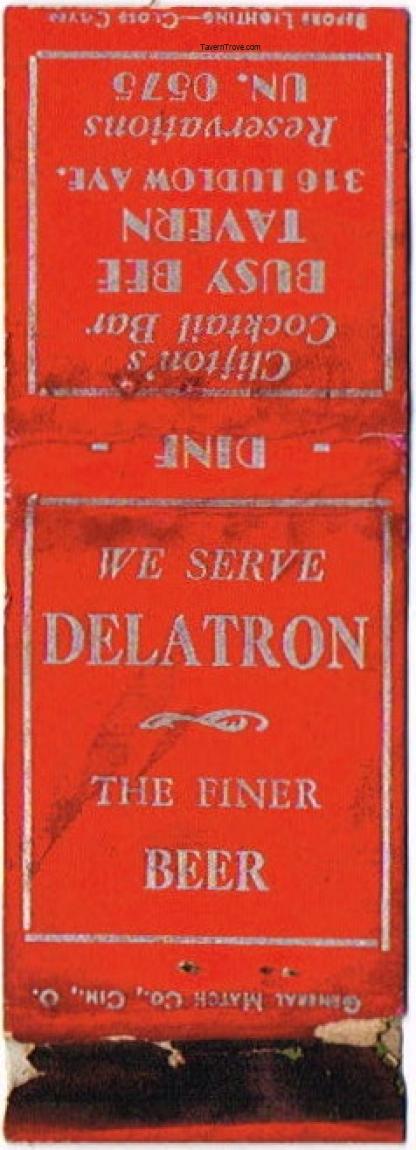 TavernTrove.com
Before Lighting—Close Cover
Clifton's
Cocktail Bar
BUSY BEE
TAVERN
316 LUDLOW AVE.
Reservations
UN. 0575
- DINE -
WE SERVE
DELATRON
THE FINER
BEER
General Match Co., Cin., O.